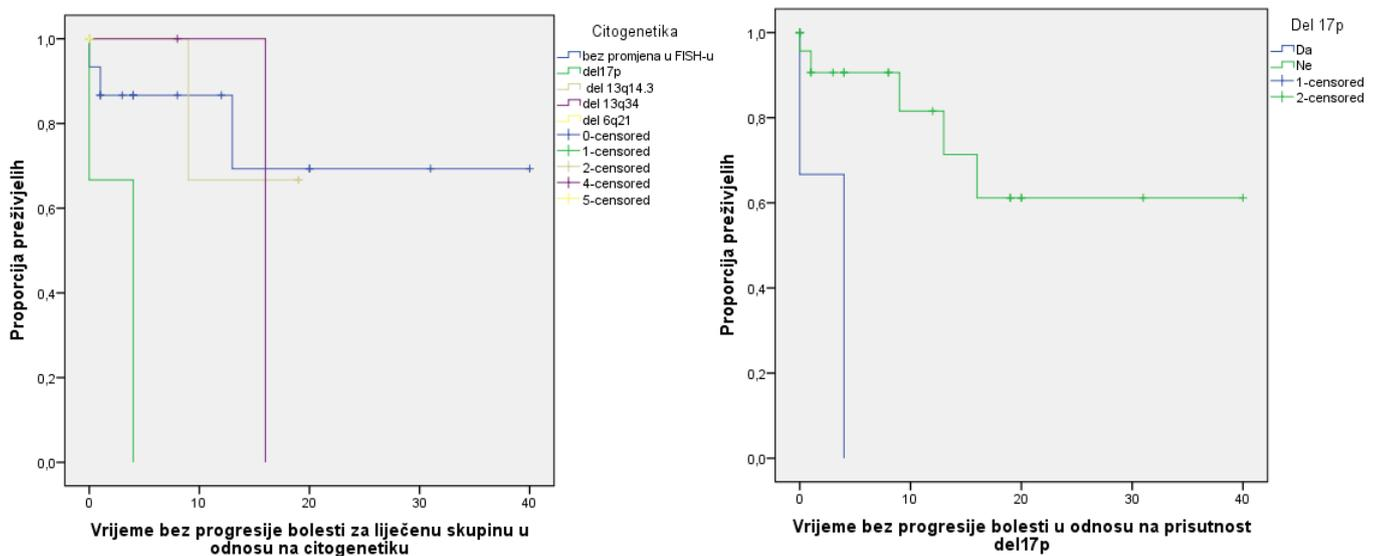 Citogenetika
bez promjena u FISH-u
del17p
del 13q14.3
del 13q34
del 6q21
0-censored
1-censored
2-censored
4-censored
5-censored
Proporcija preživjelih
1,0
0,8
0,6
0,4
0,2
0,0
0
10
20
30
40
Vrijeme bez progresije bolesti za liječenu skupinu u
odnosu na citogenetiku
Del 17p
Da
Ne
1-censored
2-censored
Proporcija preživjelih
1,0
0,8
0,6
0,4
0,2
0,0
0
10
20
30
40
Vrijeme bez progresije bolesti u odnosu na prisutnost
del17p